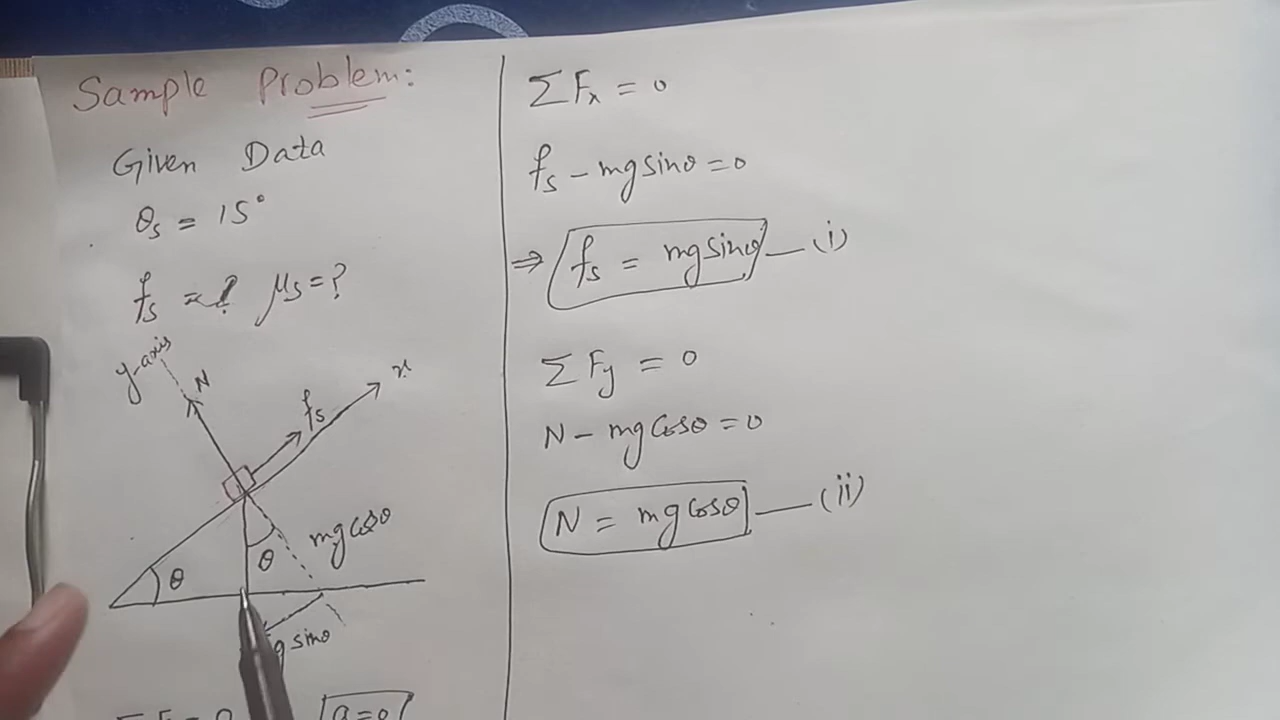 Sample Problem:
Given Data
θs = 15°
fs = ? μs = ?
y-axis
N
fs
x
mg cosθ
θ
θ
g sinθ
a = 0
ΣFx = 0
fs - mg sinθ = 0
⇒ fs = mg sinθ — (i)
ΣFy = 0
N - mg cosθ = 0
N = mg cosθ — (ii)